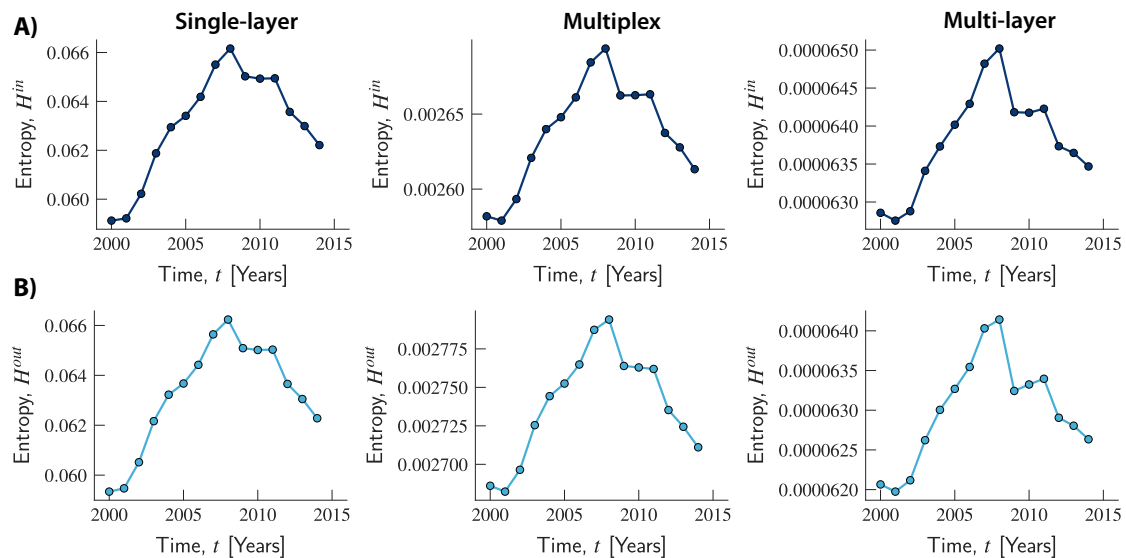 A)
Single-layer
Multiplex
Multi-layer
Entropy, H^in
0.066
0.064
0.062
0.060
2000 2005 2010 2015
Time, t [Years]
Entropy, H^in
0.00265
0.00260
2000 2005 2010 2015
Time, t [Years]
Entropy, H^in
0.0000650
0.0000645
0.0000640
0.0000635
0.0000630
2000 2005 2010 2015
Time, t [Years]
B)
Entropy, H^out
0.066
0.064
0.062
0.060
2000 2005 2010 2015
Time, t [Years]
Entropy, H^out
0.002775
0.002750
0.002725
0.002700
2000 2005 2010 2015
Time, t [Years]
Entropy, H^out
0.0000640
0.0000635
0.0000630
0.0000625
0.0000620
2000 2005 2010 2015
Time, t [Years]